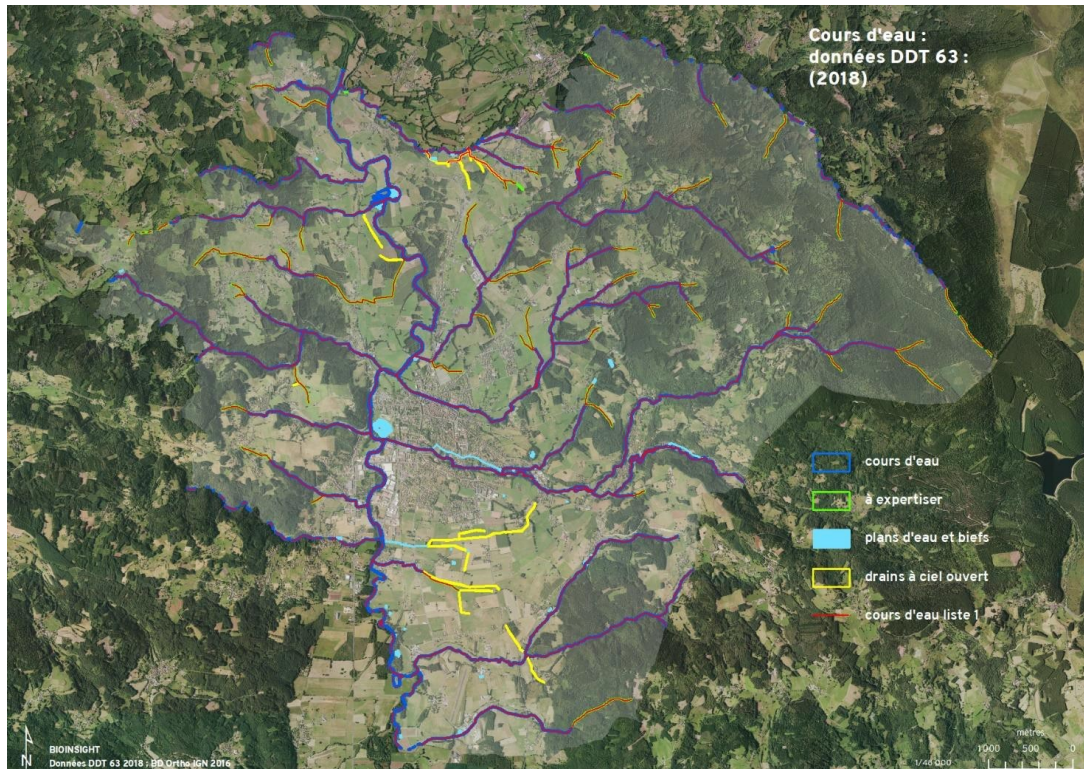 Cours d'eau :
données DDT 63 :
(2018)
cours d'eau
à expertiser
plans d'eau et biefs
drains à ciel ouvert
cours d'eau liste 1
N
BIOINSIGHT
Données DDT 63 2018 ; BD Ortho IGN 2016
mètres
1000 500 0
1/46 000